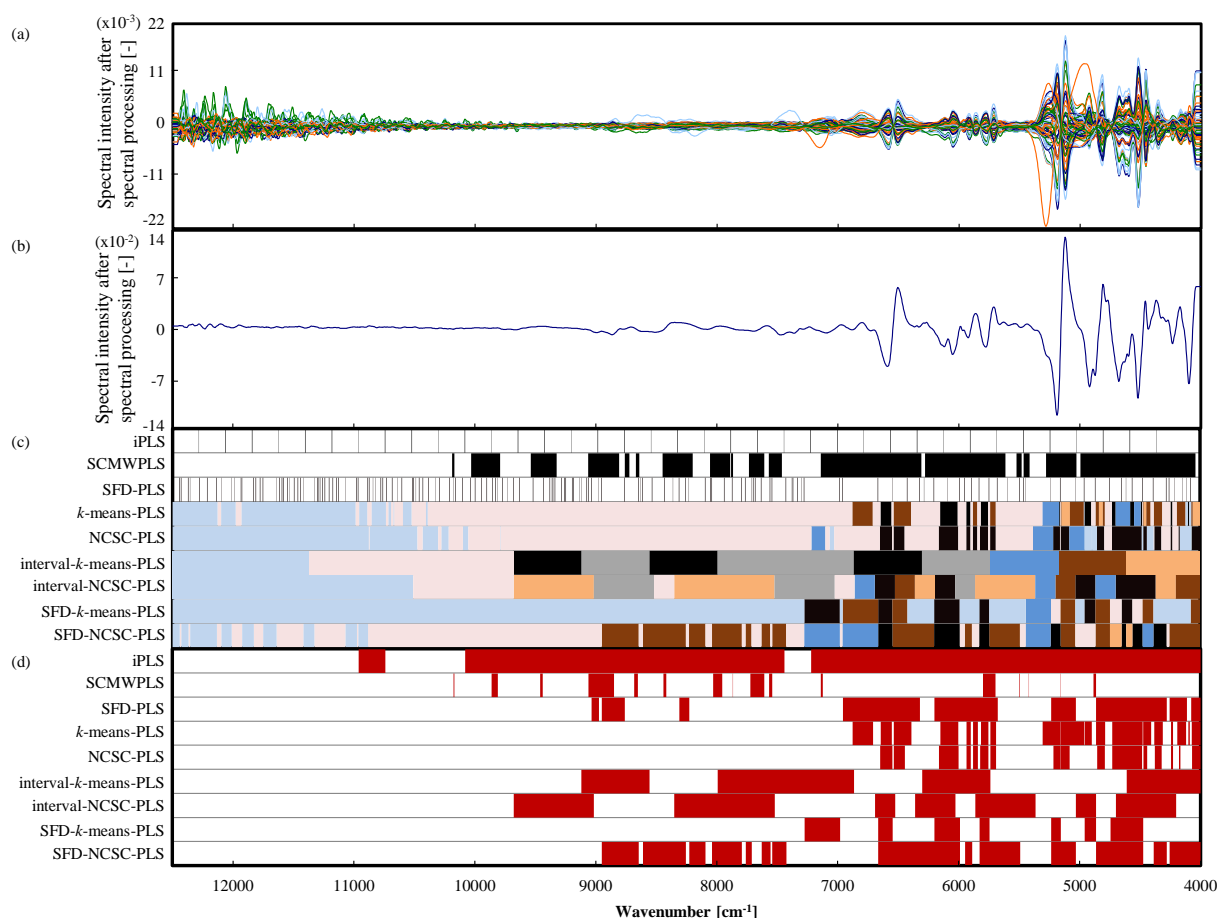 (a)
(x10-3)
22
11
0
-11
-22
Spectral intensity after
spectral processing [-]
(b)
(x10-2)
14
7
0
-7
-14
Spectral intensity after
spectral processing [-]
(c)
iPLS
SCMWPLS
SFD-PLS
k-means-PLS
NCSC-PLS
interval-k-means-PLS
interval-NCSC-PLS
SFD-k-means-PLS
SFD-NCSC-PLS
(d)
iPLS
SCMWPLS
SFD-PLS
k-means-PLS
NCSC-PLS
interval-k-means-PLS
interval-NCSC-PLS
SFD-k-means-PLS
SFD-NCSC-PLS
12000 11000 10000 9000 8000 7000 6000 5000 4000
Wavenumber [cm-1]